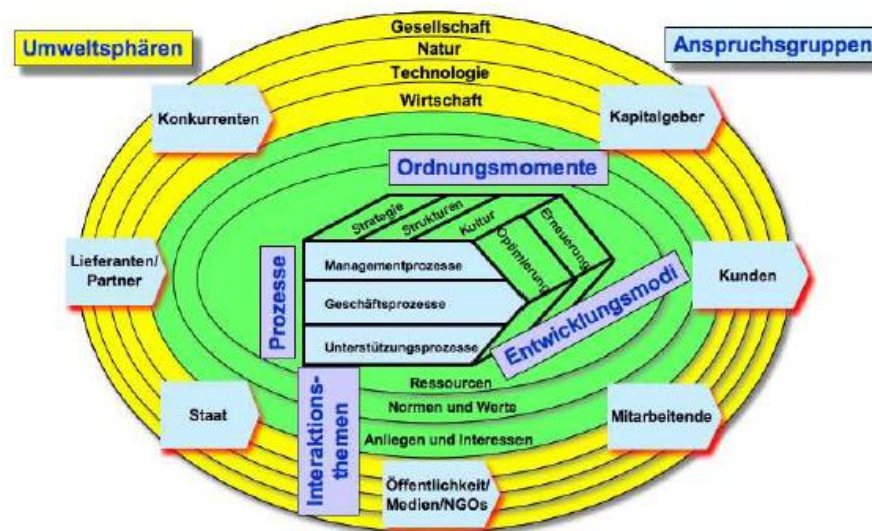 Gesellschaft
Umweltsphären
Natur
Anspruchsgruppen
Technologie
Wirtschaft
Konkurrenten
Kapitalgeber
Ordnungsmomente
Strategie
Strukturen
Kultur
Optimierung
Erneuerung
Lieferanten/
Partner
Managementprozesse
Kunden
Geschäftsprozesse
Prozesse
Entwicklungsmodi
Unterstützungsprozesse
Ressourcen
Staat
Normen und Werte
Mitarbeitende
Interaktions-
themen
Anliegen und Interessen
Öffentlichkeit/
Medien/NGOs